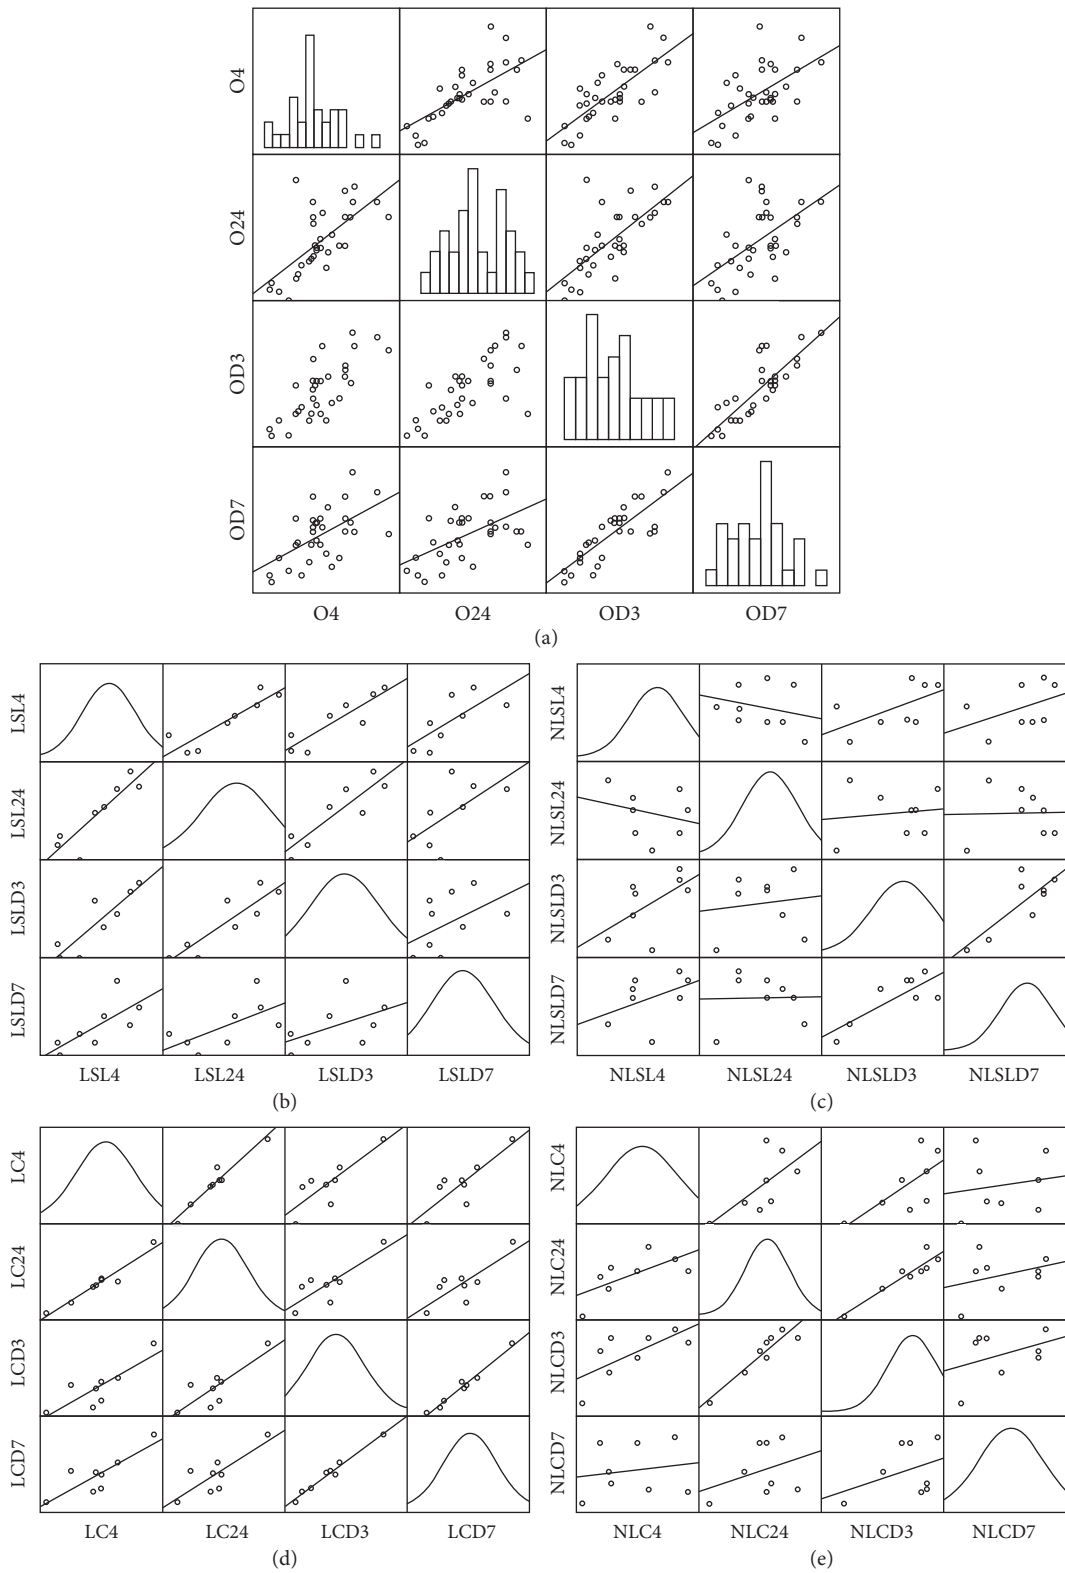 O4
O24
OD3
OD7
O4 O24 OD3 OD7
(a)
LSL4
LSL24
LSLD3
LSLD7
LSL4 LSL24 LSLD3 LSLD7
(b)
NLSL4
NLSL24
NLSLD3
NLSLD7
NLSL4 NLSL24 NLSLD3 NLSLD7
(c)
LC4
LC24
LCD3
LCD7
LC4 LC24 LCD3 LCD7
(d)
NLC4
NLC24
NLCD3
NLCD7
NLC4 NLC24 NLCD3 NLCD7
(e)